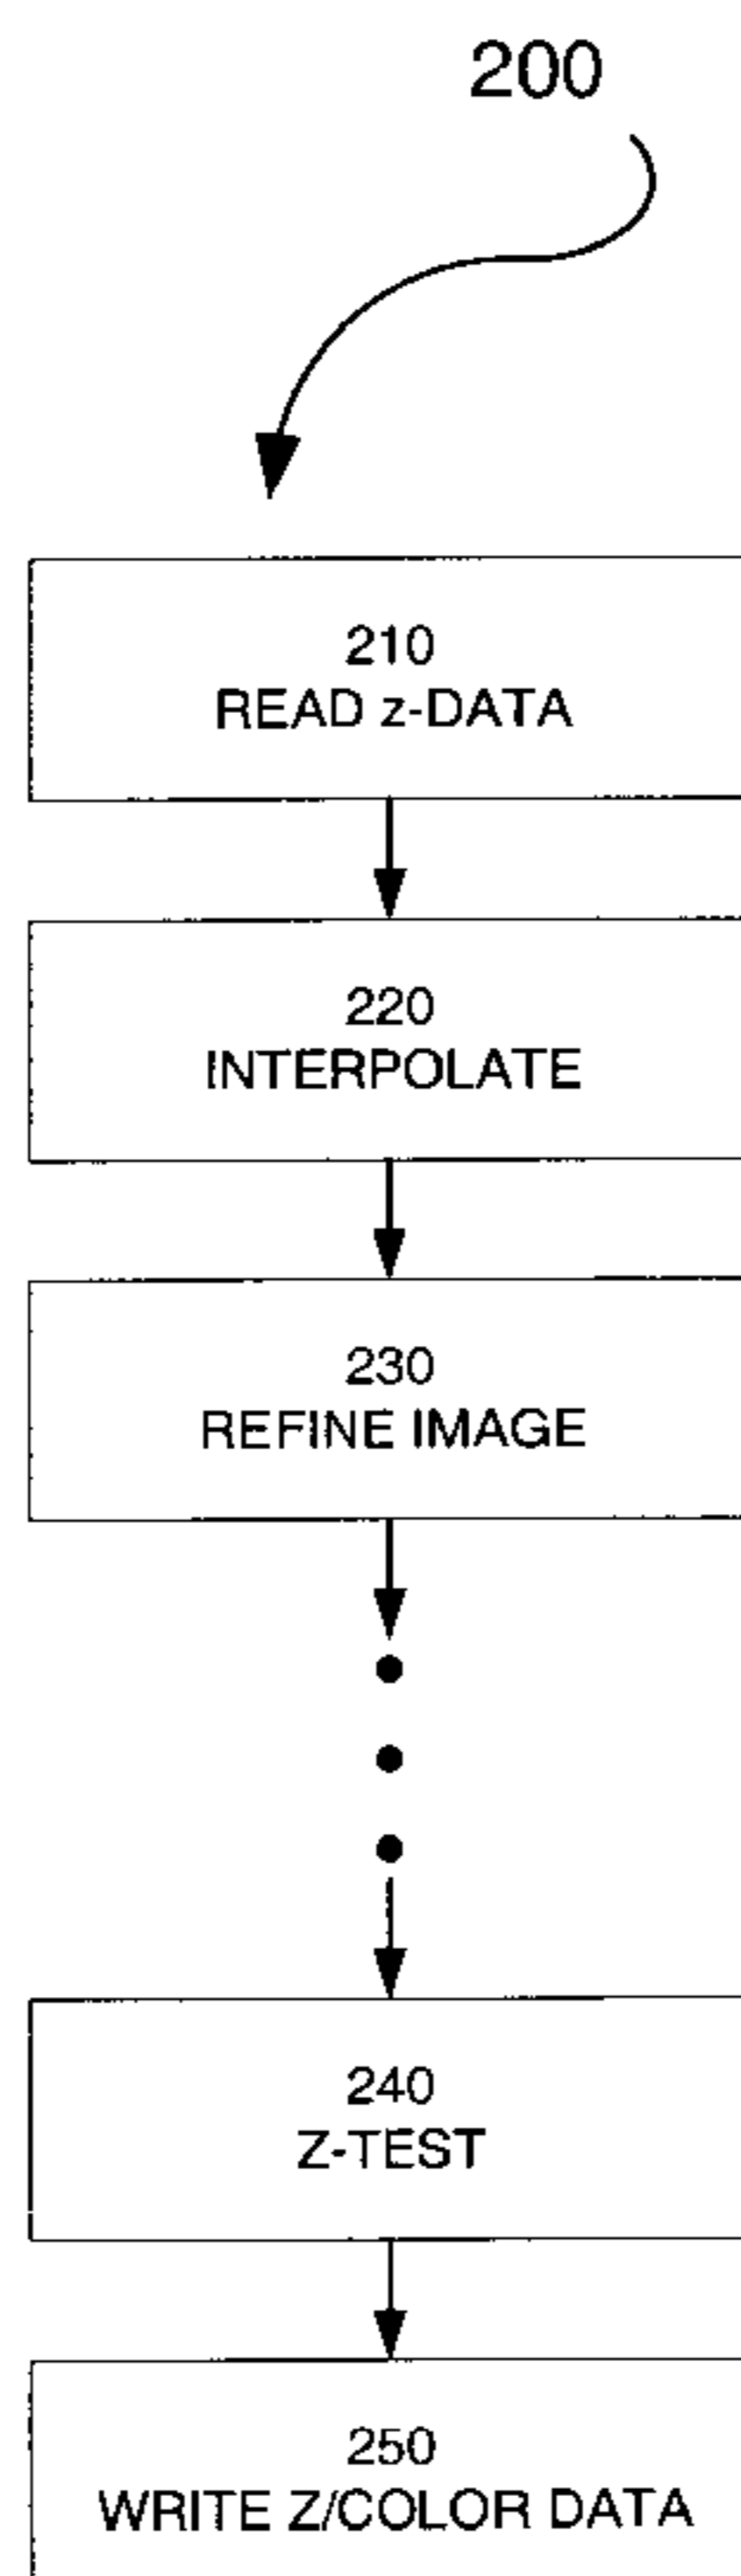 200
210
READ z-DATA
220
INTERPOLATE
230
REFINE IMAGE
240
Z-TEST
250
WRITE Z/COLOR DATA